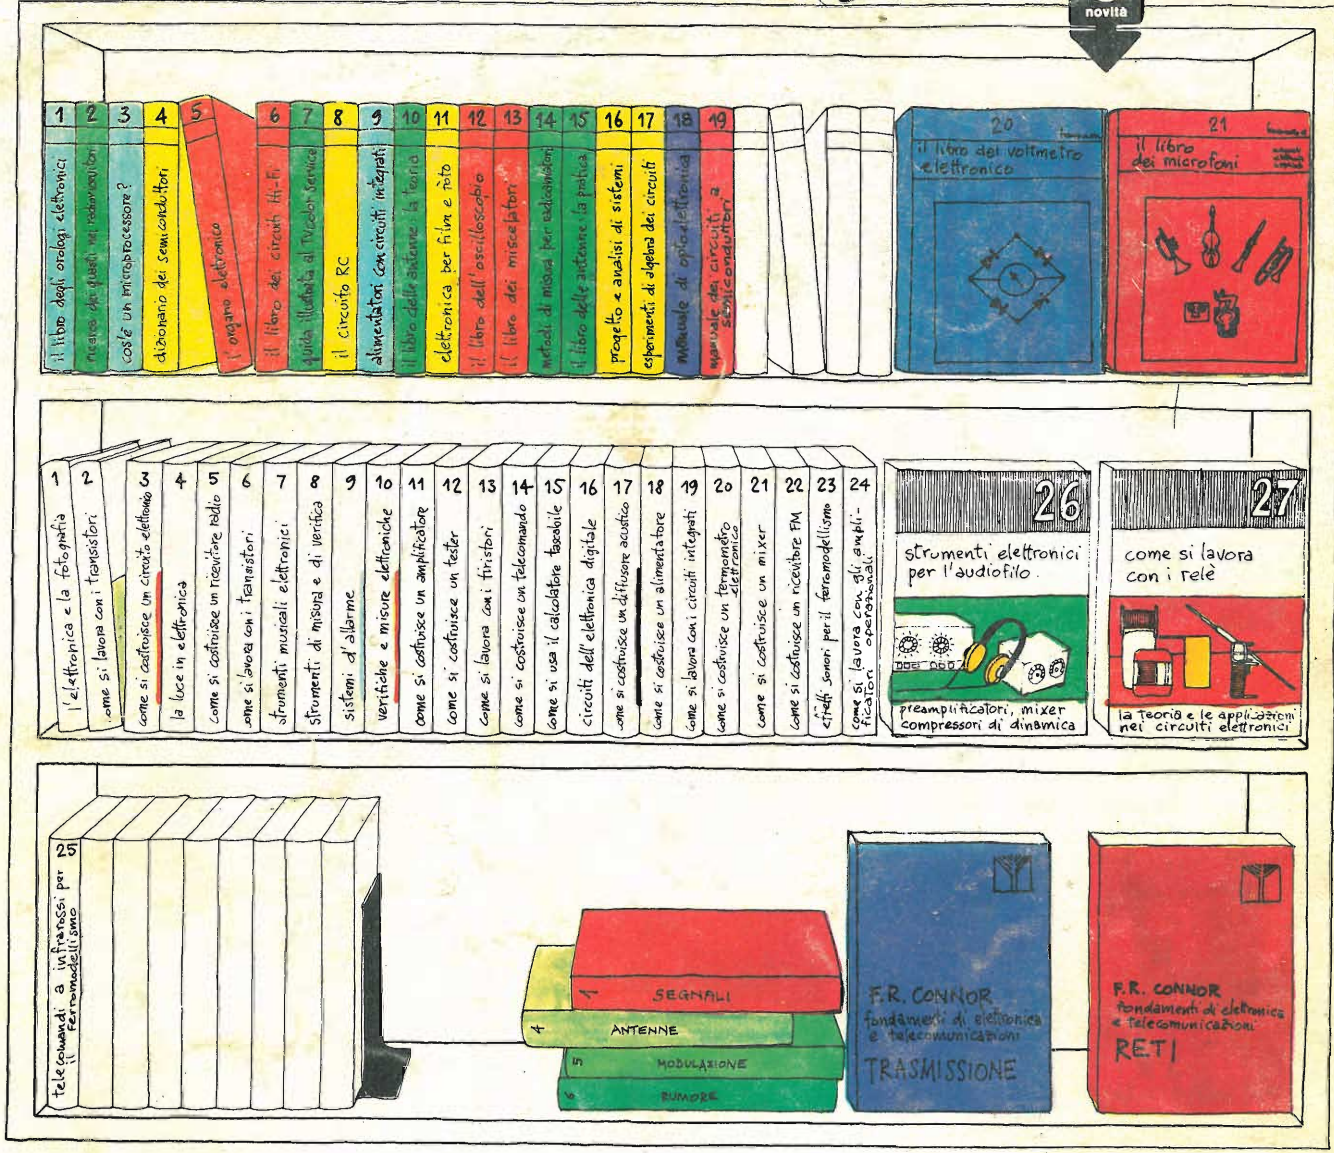 novità
1
il libro degli orologi elettronici
2
ricerca dei guasti nei radioricevitori
3
cos'è un microprocessore?
4
dizionario dei semiconduttori
5
l'organo elettronico
6
il libro dei circuiti Hi-Fi
7
guida illustrata al TVcolor service
8
il circuito RC
9
alimentatori con circuiti integrati
10
il libro delle antenne: la teoria
11
elettronica per film e foto
12
il libro dell'oscilloscopio
13
il libro dei miscelatori
14
metodi di misura per radioamatori
15
il libro delle antenne: la pratica
16
progetto e analisi di sistemi
17
esperimenti di algebra dei circuiti
18
manuale di optoelettronica
19
manuale dei circuiti a
semiconduttori
20
il libro del voltmetro
elettronico
21
il libro
dei microfoni
1
l'elettronica e la fotografia
2
come si lavora con i transistori
3
come si costruisce un circuito elettronico
4
la luce in elettronica
5
come si costruisce un ricevitore radio
6
come si lavora con i transistori
7
strumenti musicali elettronici
8
strumenti di misura e di verifica
9
sistemi d'allarme
10
verifiche e misure elettroniche
11
come si costruisce un amplificatore
12
come si costruisce un tester
13
come si lavora con i tiristori
14
come si costruisce un telecomando
15
come si usa il calcolatore tascabile
16
circuiti dell'elettronica digitale
17
come si costruisce un diffusore acustico
18
come si costruisce un alimentatore
19
come si lavora con i circuiti integrati
20
come si costruisce un termometro
elettronico
21
come si costruisce un mixer
22
come si costruisce un ricevitore FM
23
effetti sonori per il ferromodellismo
24
come si lavora con gli ampli-
ficatori operazionali
26
strumenti elettronici
per l'audiofilo
preamplificatori, mixer
compressori di dinamica
27
come si lavora
con i relè
la teoria e le applicazioni
nei circuiti elettronici
25
telecomandi a infrarossi per
il ferromodellismo
1 SEGNALI
4 ANTENNE
5 MODULAZIONE
6 RUMORE
F.R. CONNOR
fondamenti di elettronica
e telecomunicazioni
TRASMISSIONE
F.R. CONNOR
fondamenti di elettronica
e telecomunicazioni
RETI